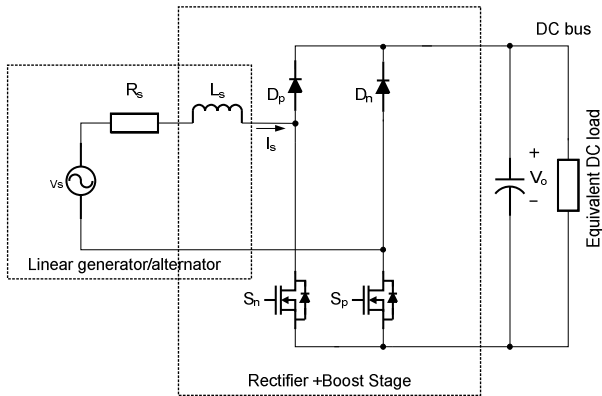 DC bus
Rs
Ls
Dp
Dn
Is
Vs
+
Vo
−
Equivalent DC load
Linear generator/alternator
Sn
Sp
Rectifier +Boost Stage